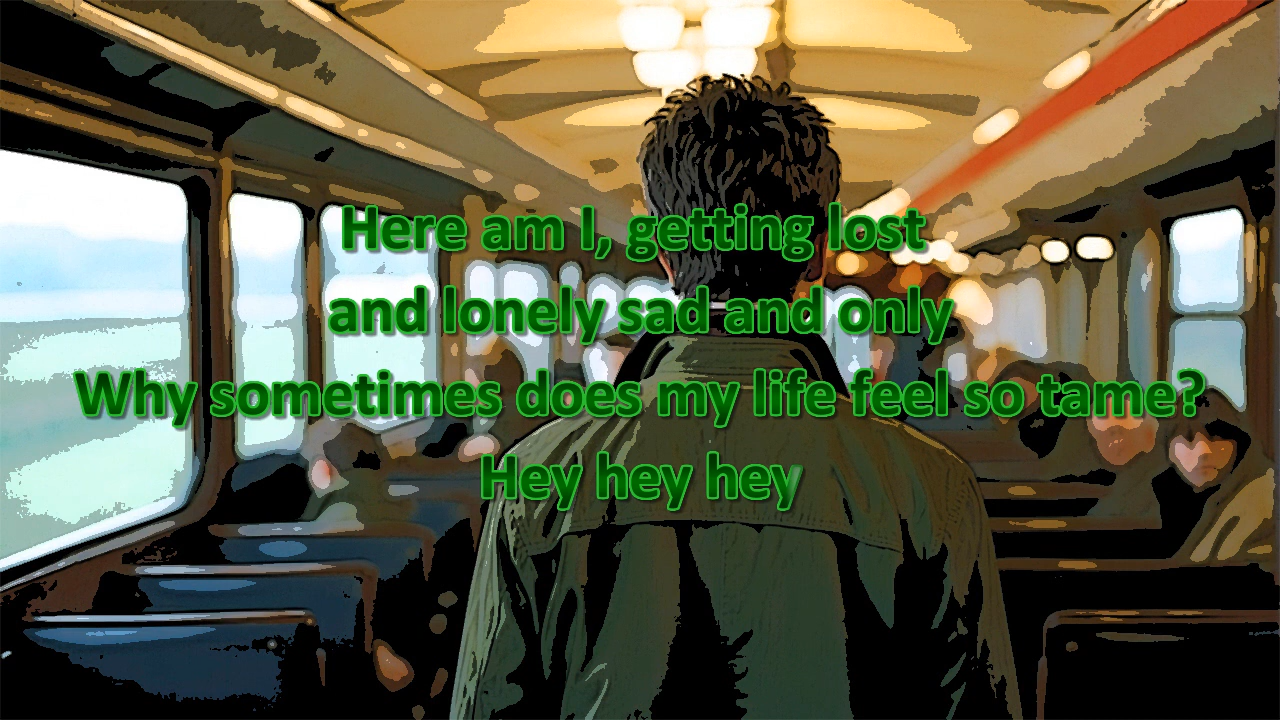 Here am I, getting lost
and lonely sad and only
Why sometimes does my life feel so tame?
Hey hey hey